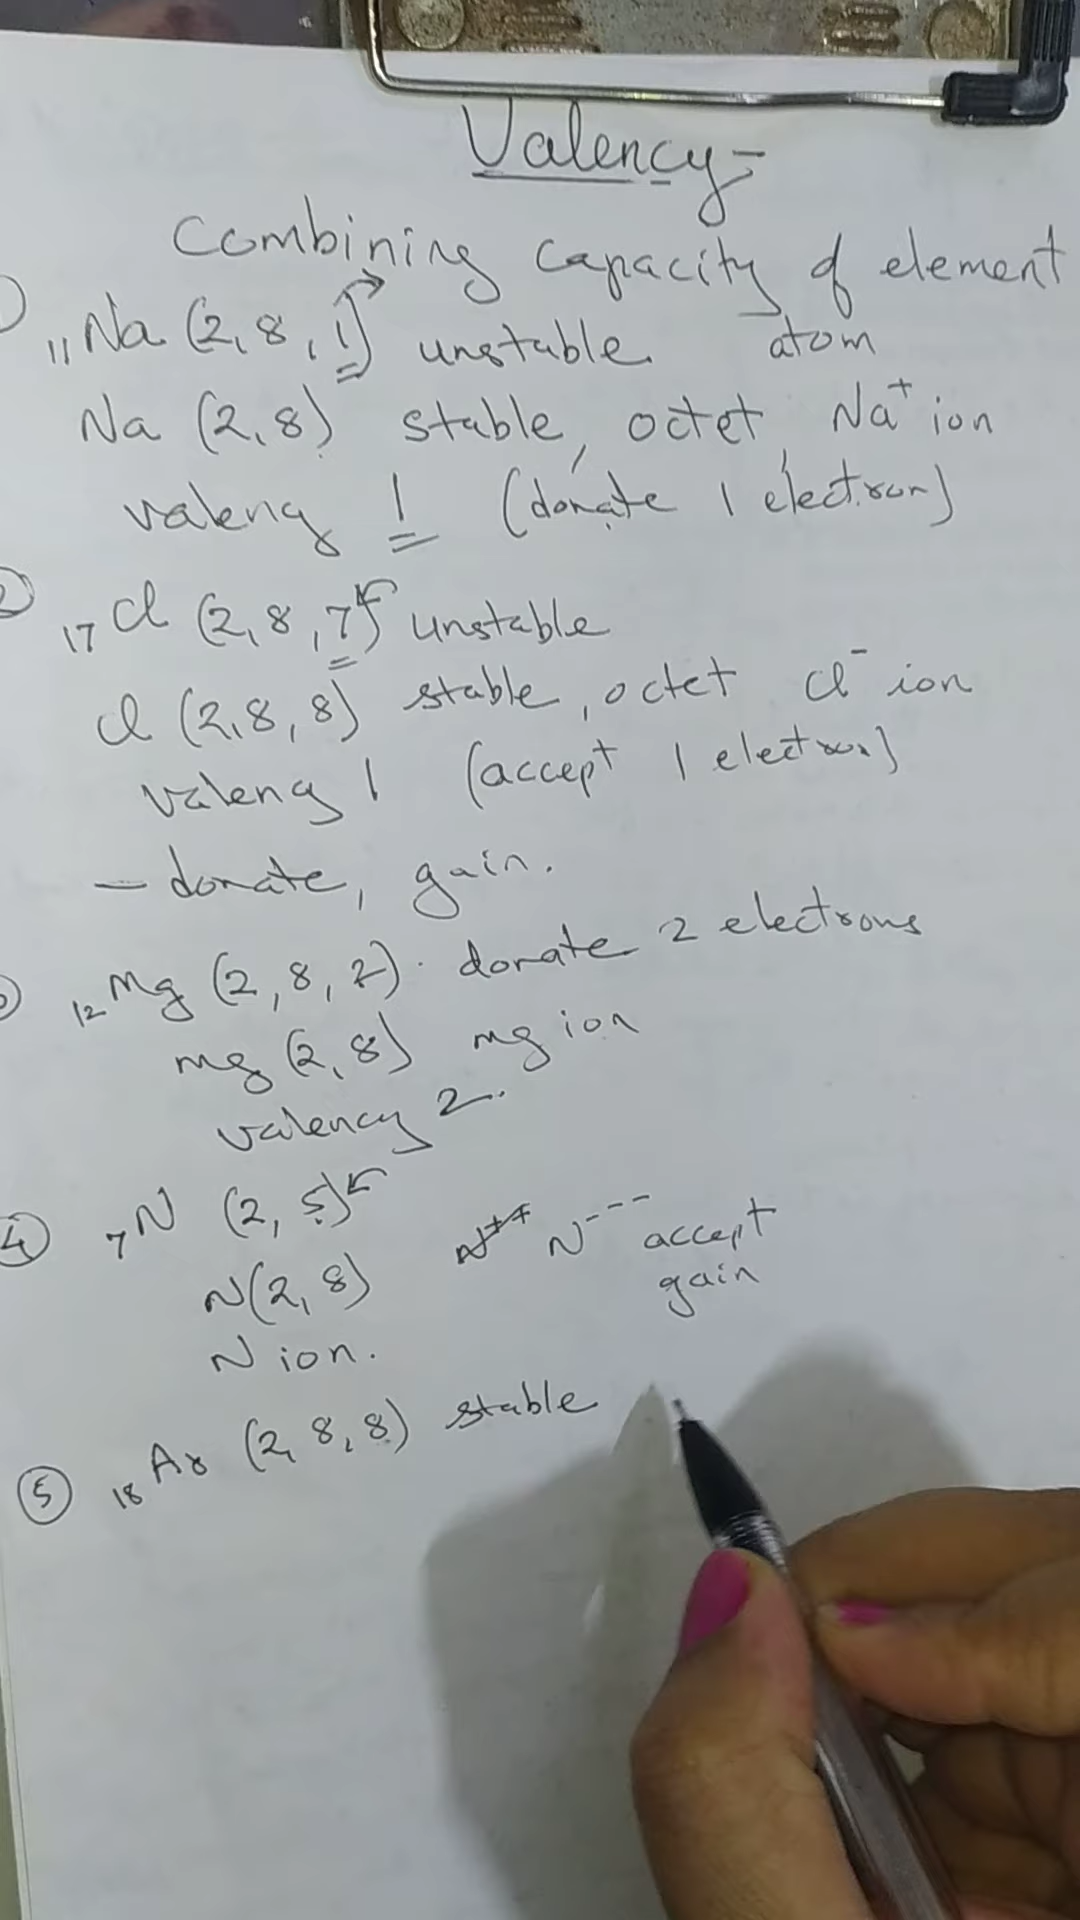 Valency -
Combining capacity of element
₁₁Na (2, 8, 1) unstable atom
Na (2, 8) stable, octet Na⁺ ion
valency 1 (donate 1 electron)
₁₇Cl (2, 8, 7) unstable
Cl (2, 8, 8) stable, octet Cl⁻ ion
valency 1 (accept 1 electron)
— donate, gain.
₁₂Mg (2, 8, 2). donate 2 electrons
mg (2, 8) mg ion
valency 2.
④ ₇N (2, 5)
N(2, 8) N⁻⁻⁻ accept
gain
N ion.
⑤ ₁₈Ar (2, 8, 8) stable